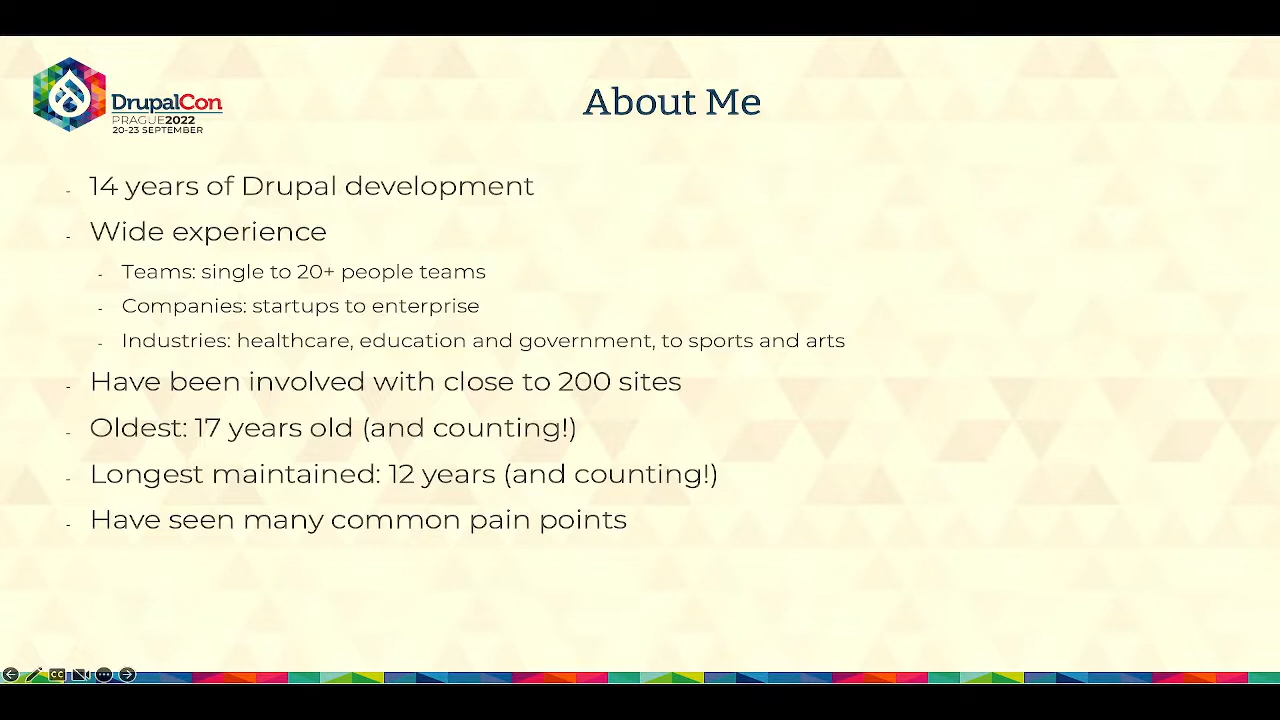 DrupalCon
PRAGUE2022
20-23 SEPTEMBER
About Me
- 14 years of Drupal development
- Wide experience
- Teams: single to 20+ people teams
- Companies: startups to enterprise
- Industries: healthcare, education and government, to sports and arts
- Have been involved with close to 200 sites
- Oldest: 17 years old (and counting!)
- Longest maintained: 12 years (and counting!)
- Have seen many common pain points
CC